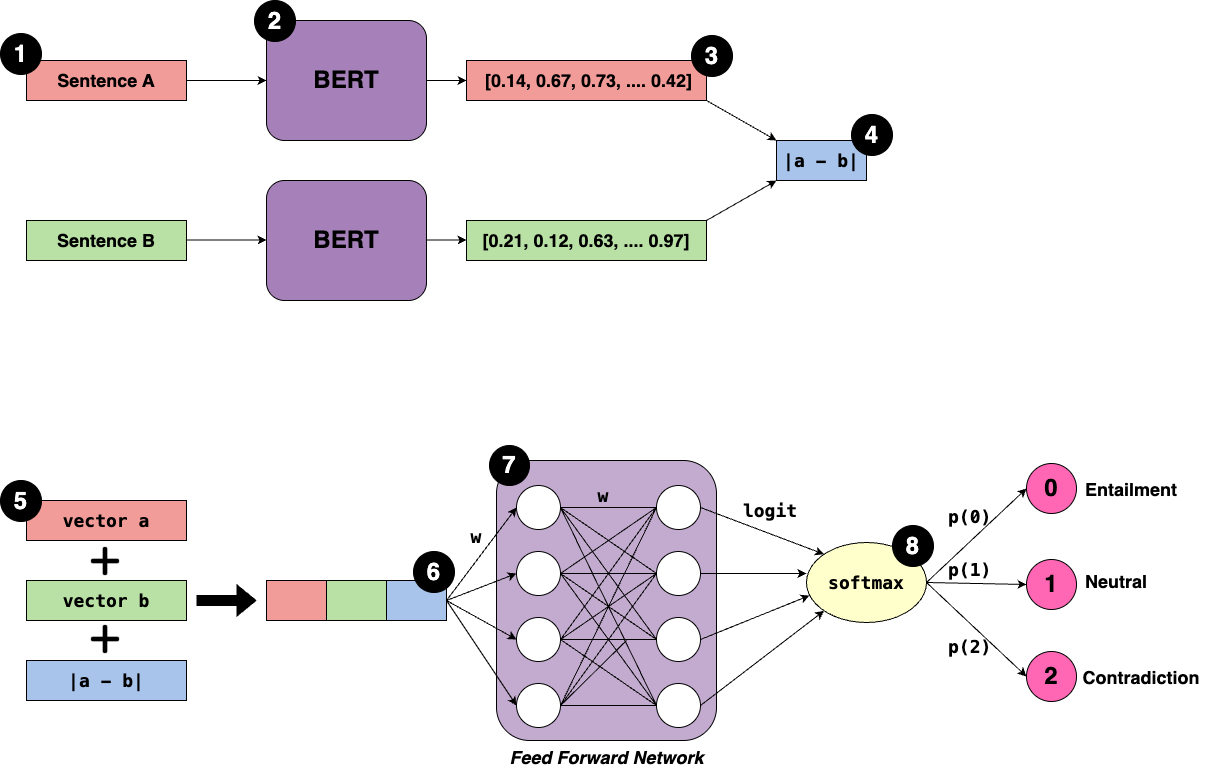 1
2
3
4
Sentence A
BERT
[0.14, 0.67, 0.73, .... 0.42]
|a - b|
Sentence B
BERT
[0.21, 0.12, 0.63, .... 0.97]
5
6
7
8
vector a
+
vector b
+
|a - b|
w
w
logit
softmax
p(0)
p(1)
p(2)
0 Entailment
1 Neutral
2 Contradiction
Feed Forward Network